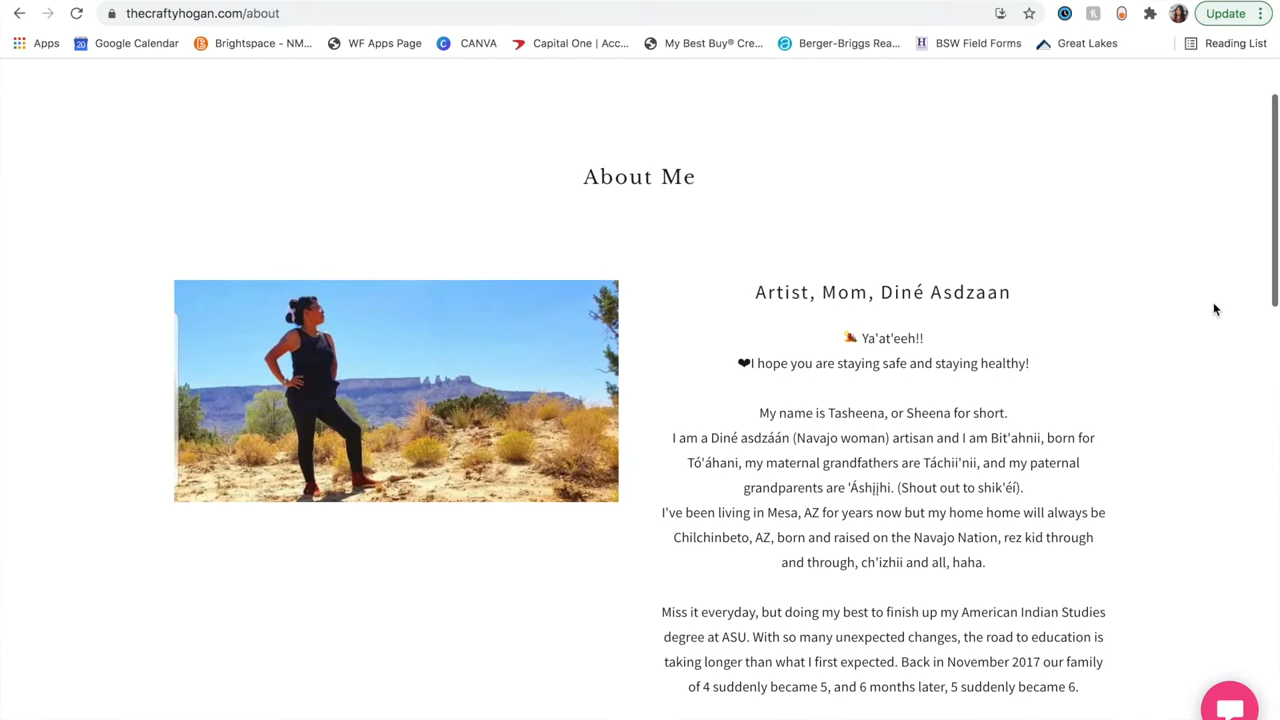 thecraftyhogan.com/about
Update
Apps
Google Calendar
Brightspace - NM...
WF Apps Page
CANVA
Capital One | Acc...
My Best Buy® Cre...
Berger-Briggs Rea...
BSW Field Forms
Great Lakes
Reading List
About Me
Artist, Mom, Diné Asdzaan
Ya'at'eeh!!
❤I hope you are staying safe and staying healthy!
My name is Tasheena, or Sheena for short.
I am a Diné asdzáán (Navajo woman) artisan and I am Bit'ahnii, born for
Tó'áhani, my maternal grandfathers are Táchii'nii, and my paternal
grandparents are 'Áshįįhi. (Shout out to shik'éí).
I've been living in Mesa, AZ for years now but my home home will always be
Chilchinbeto, AZ, born and raised on the Navajo Nation, rez kid through
and through, ch'izhii and all, haha.
Miss it everyday, but doing my best to finish up my American Indian Studies
degree at ASU. With so many unexpected changes, the road to education is
taking longer than what I first expected. Back in November 2017 our family
of 4 suddenly became 5, and 6 months later, 5 suddenly became 6.